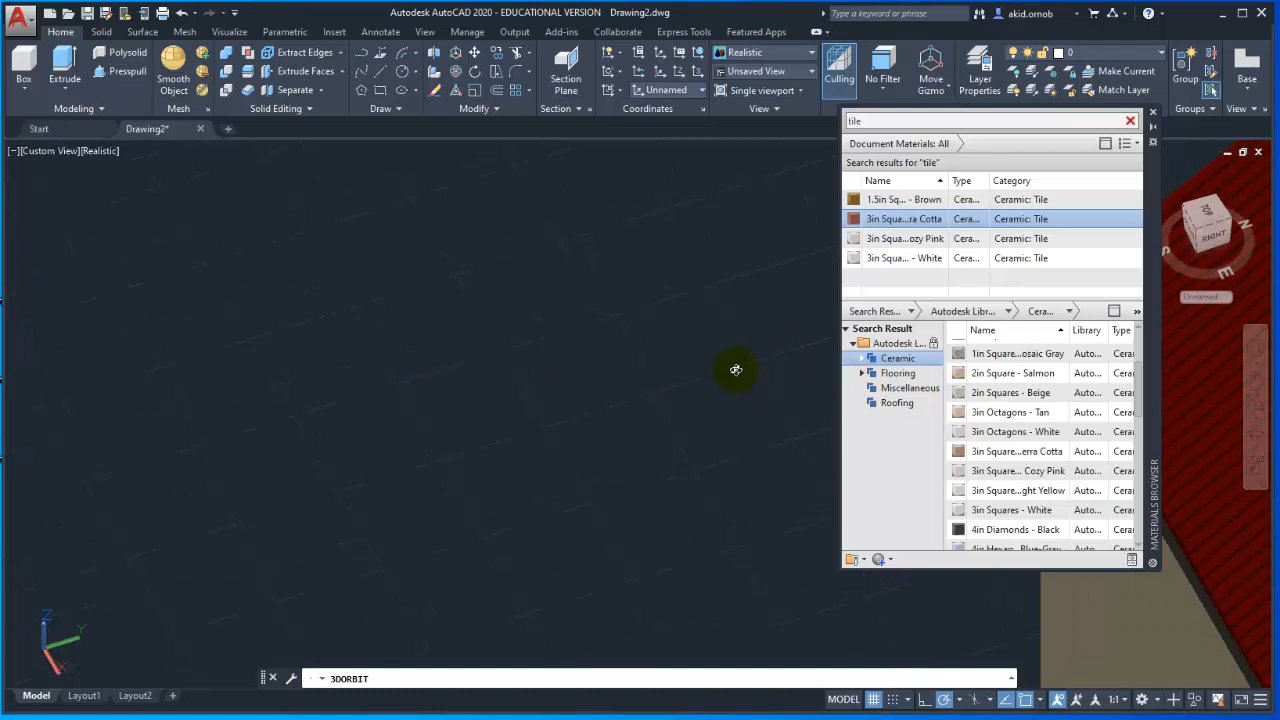 Autodesk AutoCAD 2020 - EDUCATIONAL VERSION Drawing2.dwg
Type a keyword or phrase
akid.ornob
Home Solid Surface Mesh Visualize Parametric Insert Annotate View Manage Output Add-ins Collaborate Express Tools Featured Apps
Box
Extrude
Polysolid
Presspull
Smooth Object
Extract Edges
Extrude Faces
Separate
Section Plane
Unnamed
Realistic
Unsaved View
Single viewport
Culling
No Filter
Move Gizmo
Layer Properties
0
Make Current
Match Layer
Group
Base
Modeling
Mesh
Solid Editing
Draw
Modify
Section
Coordinates
View
Groups
View
Start
Drawing2*
[−][Custom View][Realistic]
tile
Document Materials: All
Search results for "tile"
Name Type Category
1.5in Sq... - Brown Cera... Ceramic: Tile
3in Squa...ra Cotta Cera... Ceramic: Tile
3in Squa...ozy Pink Cera... Ceramic: Tile
3in Squa... - White Cera... Ceramic: Tile
Search Res... Autodesk Libr... Cera...
Search Result
Autodesk L...
Ceramic
Flooring
Miscellaneous
Roofing
Name Library Type
1in Square...osaic Gray Auto... Cera
2in Square - Salmon Auto... Cera
2in Squares - Beige Auto... Cera
3in Octagons - Tan Auto... Cera
3in Octagons - White Auto... Cera
3in Square...erra Cotta Auto... Cera
3in Square... Cozy Pink Auto... Cera
3in Square...ght Yellow Auto... Cera
3in Squares - White Auto... Cera
4in Diamonds - Black Auto... Cera
4in Hexag...Blue-Gray Auto... Cera
MATERIALS BROWSER
TOP
RIGHT
N
S
E
Unnamed
Z
Y
X
3DORBIT
Model Layout1 Layout2
MODEL
1:1